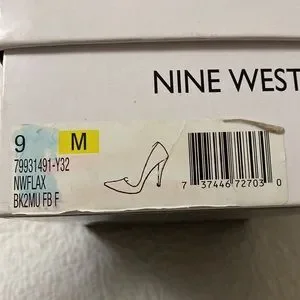 NINE WEST
9 M
79931491-Y32
NWFLAX
BK2MU FB F
7 37446 72703 0